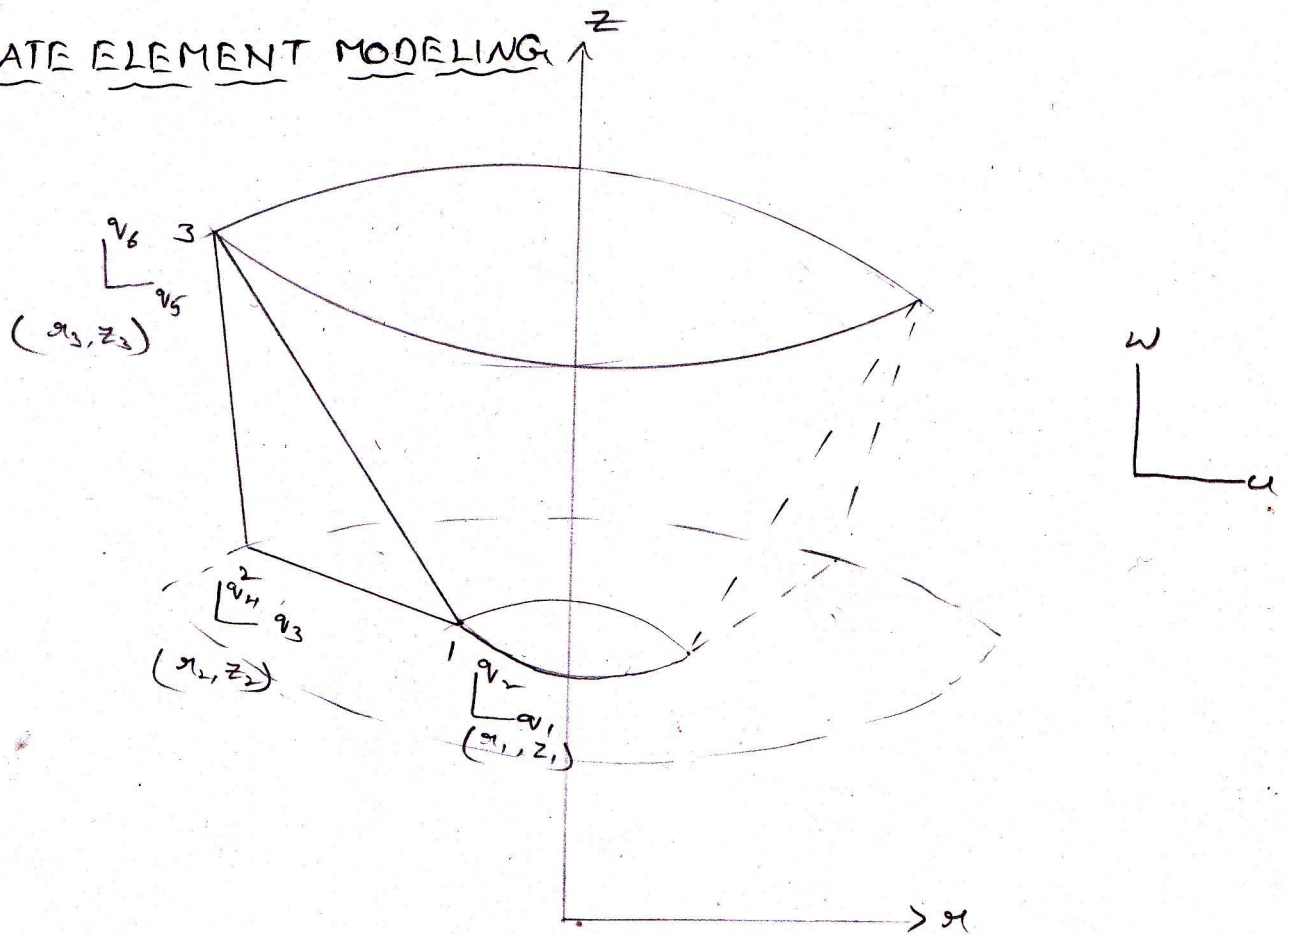 Z
ATE ELEMENT MODELING
q6 3
q5
(r3, z3)
w
u
2
q4 q3
(r2, z2)
1
q2
q1
(r1, z1)
r